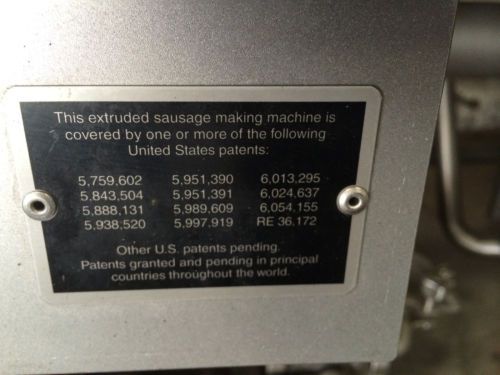 This extruded sausage making machine is
covered by one or more of the following
United States patents:
5,759.602 5,951,390 6,013.295
5,843,504 5,951,391 6,024,637
5,888,131 5,989,609 6,054,155
5,938,520 5,997,919 RE 36,172
Other U.S. patents pending.
Patents granted and pending in principal
countries throughout the world.